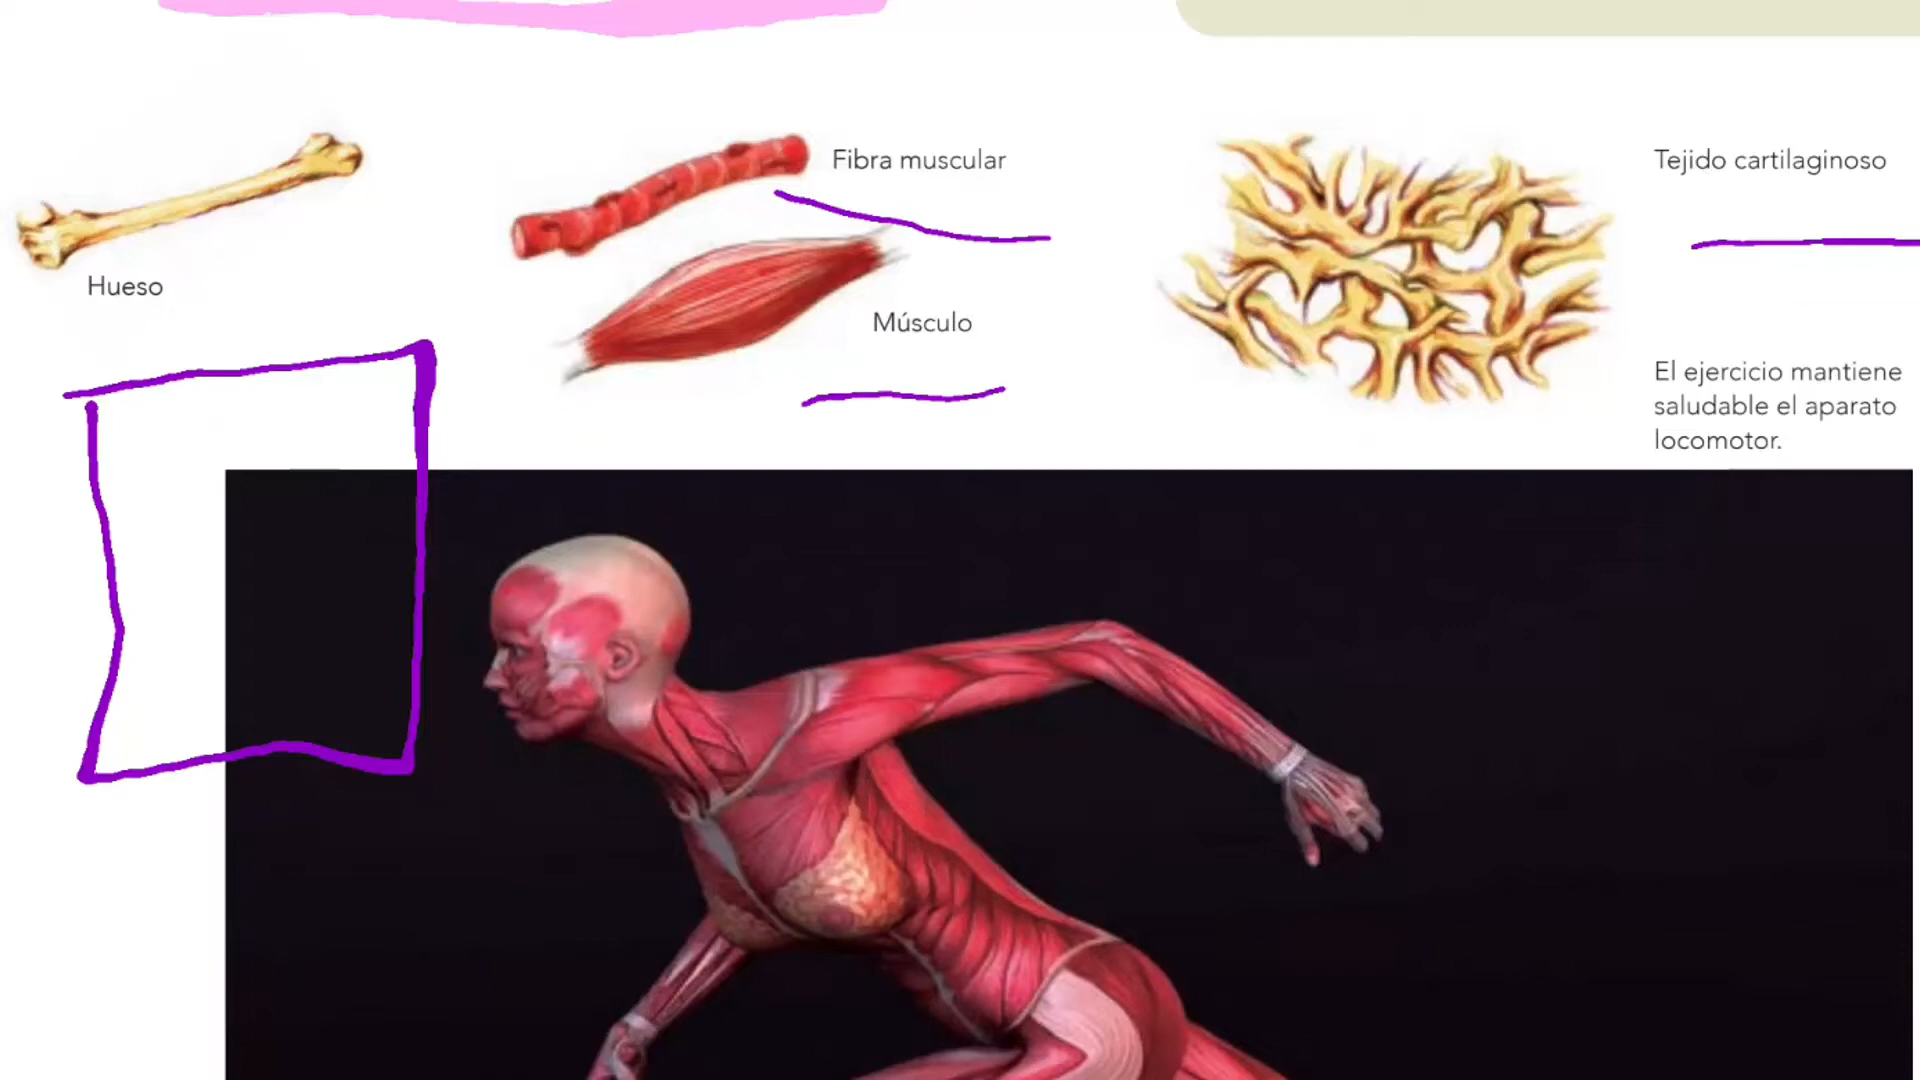 Hueso
Fibra muscular
Músculo
Tejido cartilaginoso
El ejercicio mantiene
saludable el aparato
locomotor.